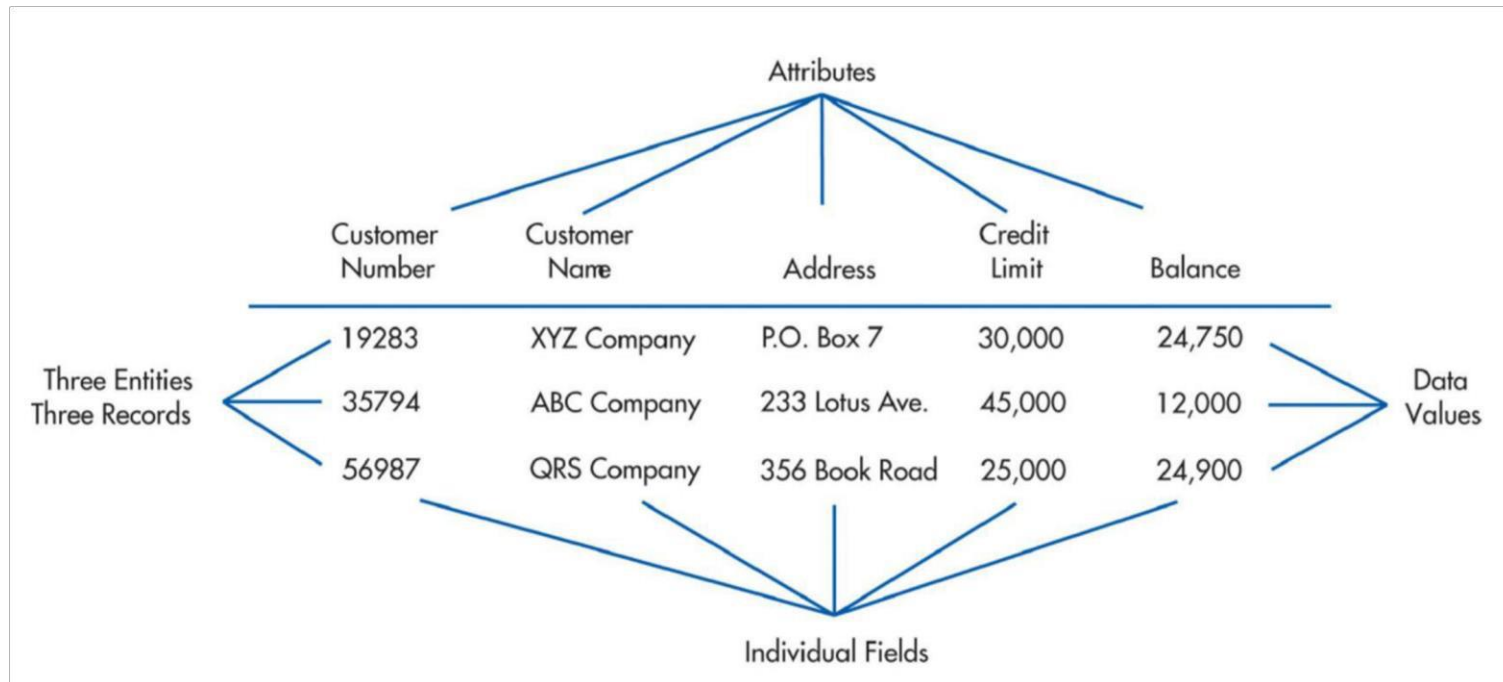 Attributes
Customer Number
Customer Name
Address
Credit Limit
Balance
19283 XYZ Company P.O. Box 7 30,000 24,750
Three Entities
Three Records
35794 ABC Company 233 Lotus Ave. 45,000 12,000
Data
Values
56987 QRS Company 356 Book Road 25,000 24,900
Individual Fields